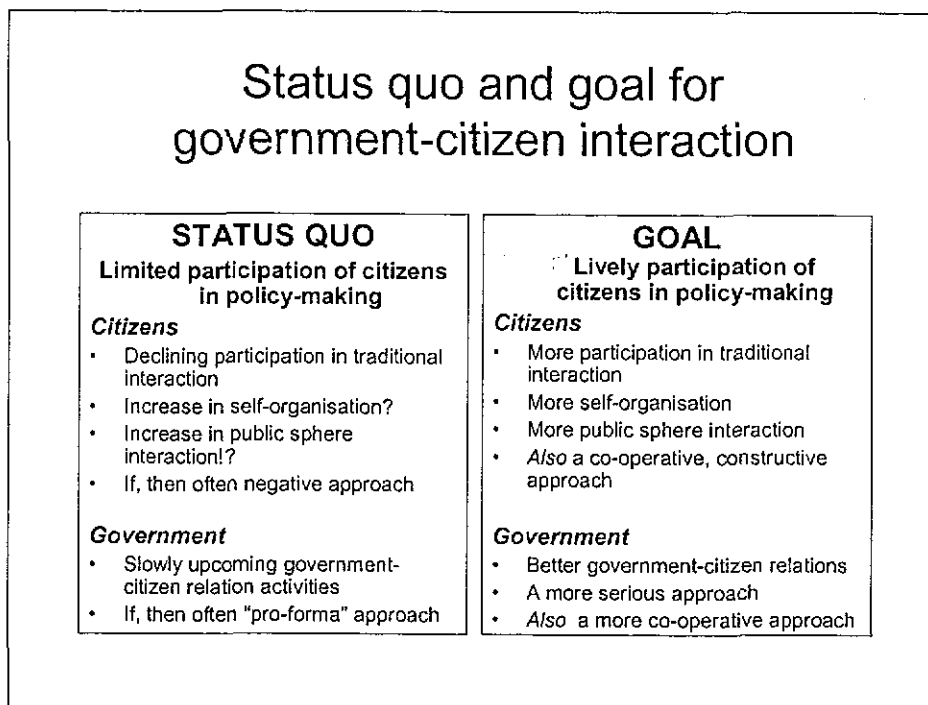 Status quo and goal for
government-citizen interaction
STATUS QUO
Limited participation of citizens
in policy-making
Citizens
• Declining participation in traditional
interaction
• Increase in self-organisation?
• Increase in public sphere
interaction!?
• If, then often negative approach
Government
• Slowly upcoming government-
citizen relation activities
• If, then often "pro-forma" approach
GOAL
Lively participation of
citizens in policy-making
Citizens
• More participation in traditional
interaction
• More self-organisation
• More public sphere interaction
• Also a co-operative, constructive
approach
Government
• Better government-citizen relations
• A more serious approach
• Also a more co-operative approach